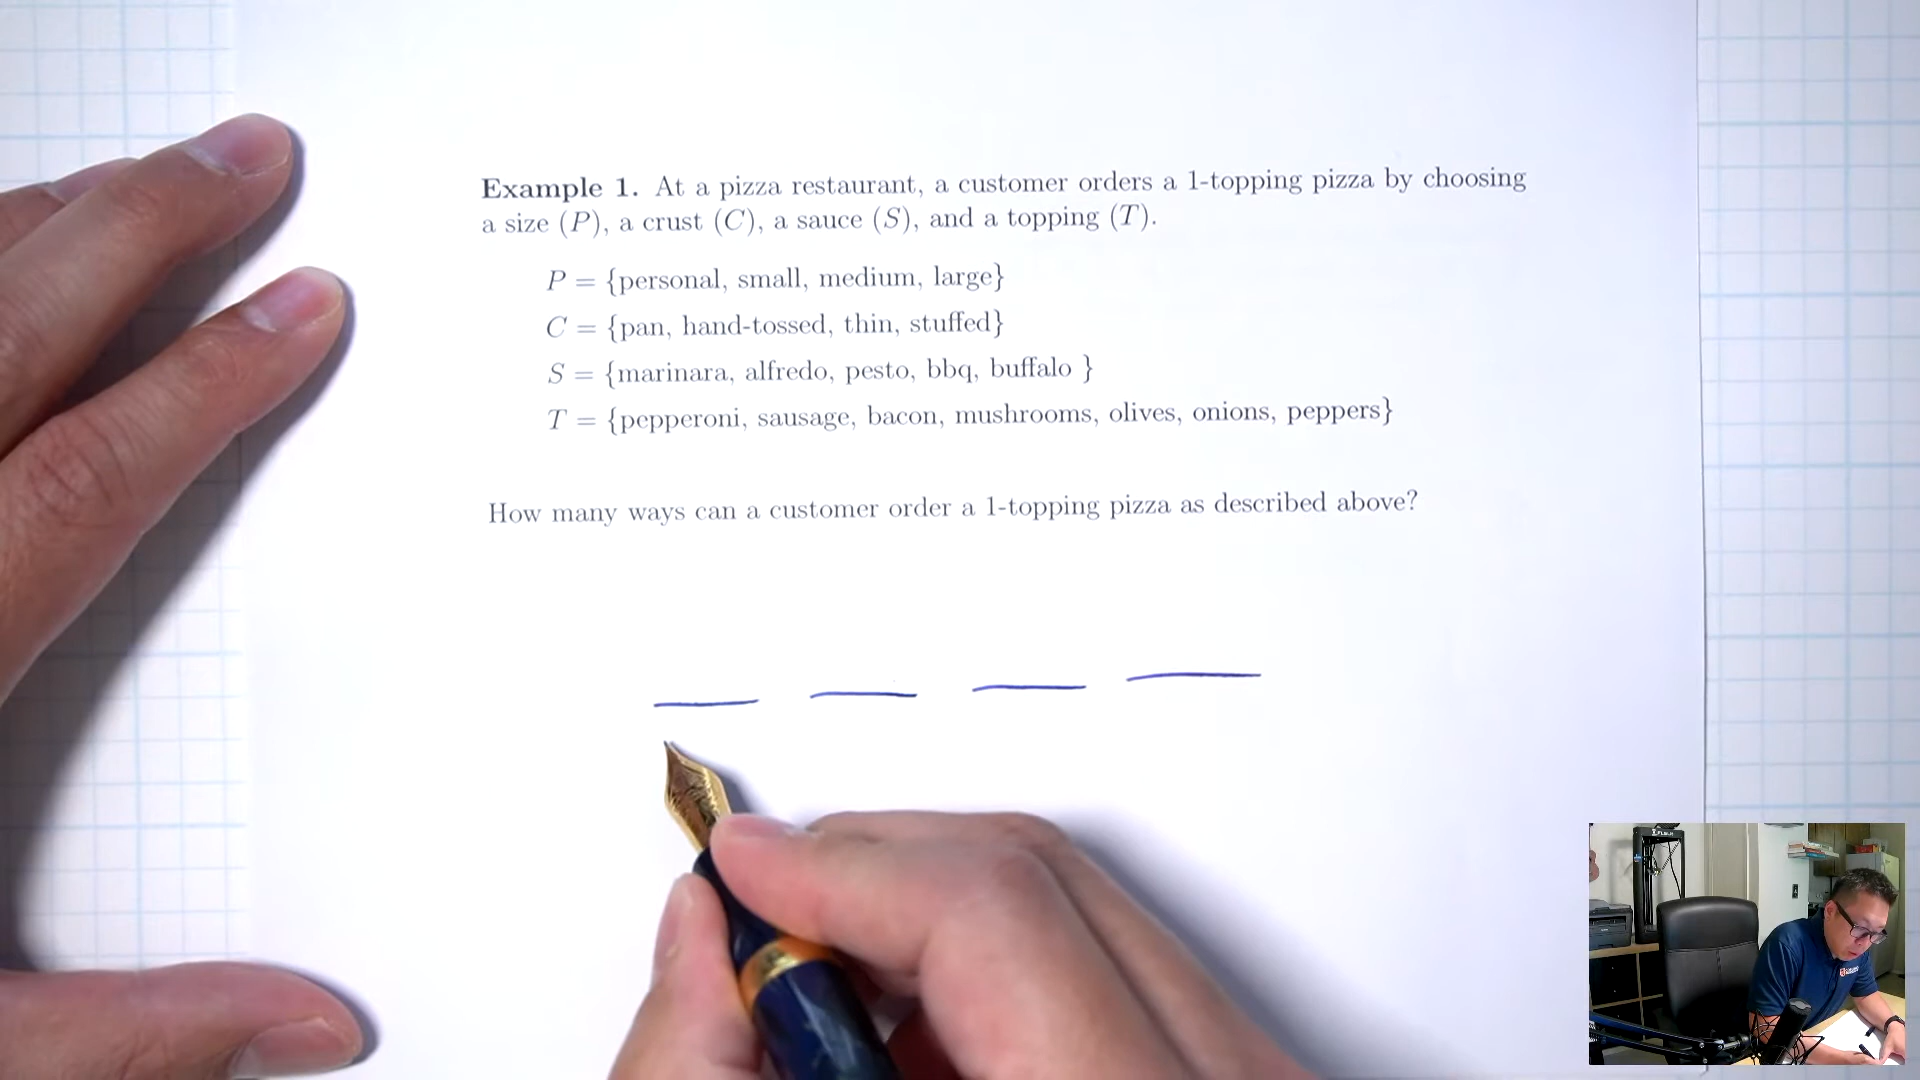 Example 1. At a pizza restaurant, a customer orders a 1-topping pizza by choosing
a size (P), a crust (C), a sauce (S), and a topping (T).
P = {personal, small, medium, large}
C = {pan, hand-tossed, thin, stuffed}
S = {marinara, alfredo, pesto, bbq, buffalo }
T = {pepperoni, sausage, bacon, mushrooms, olives, onions, peppers}
How many ways can a customer order a 1-topping pizza as described above?